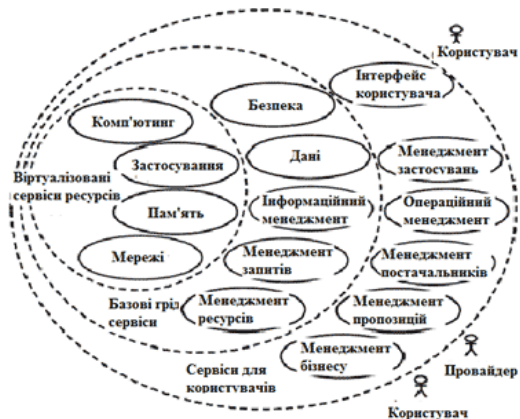 Користувач
Інтерфейс
користувача
Безпека
Комп'ютинг
Застосування
Дані
Менеджмент
застосувань
Віртуалізовані
сервіси ресурсів
Пам'ять
Інформаційний
менеджмент
Операційний
менеджмент
Мережі
Менеджмент
запитів
Менеджмент
постачальників
Базові грід
сервіси
Менеджмент
ресурсів
Менеджмент
пропозицій
Сервіси для
користувачів
Менеджмент
бізнесу
Провайдер
Користувач